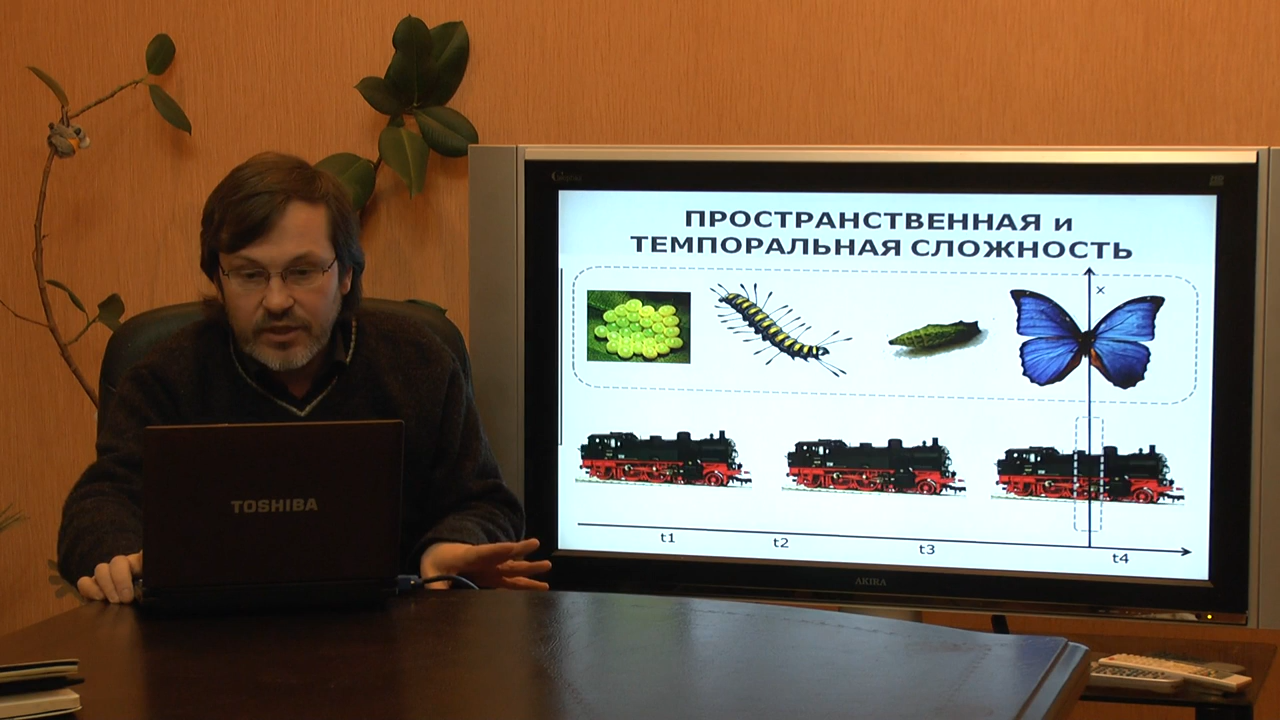 ПРОСТРАНСТВЕННАЯ и
ТЕМПОРАЛЬНАЯ СЛОЖНОСТЬ
x
t1
t2
t3
t4
TOSHIBA
AKIRA